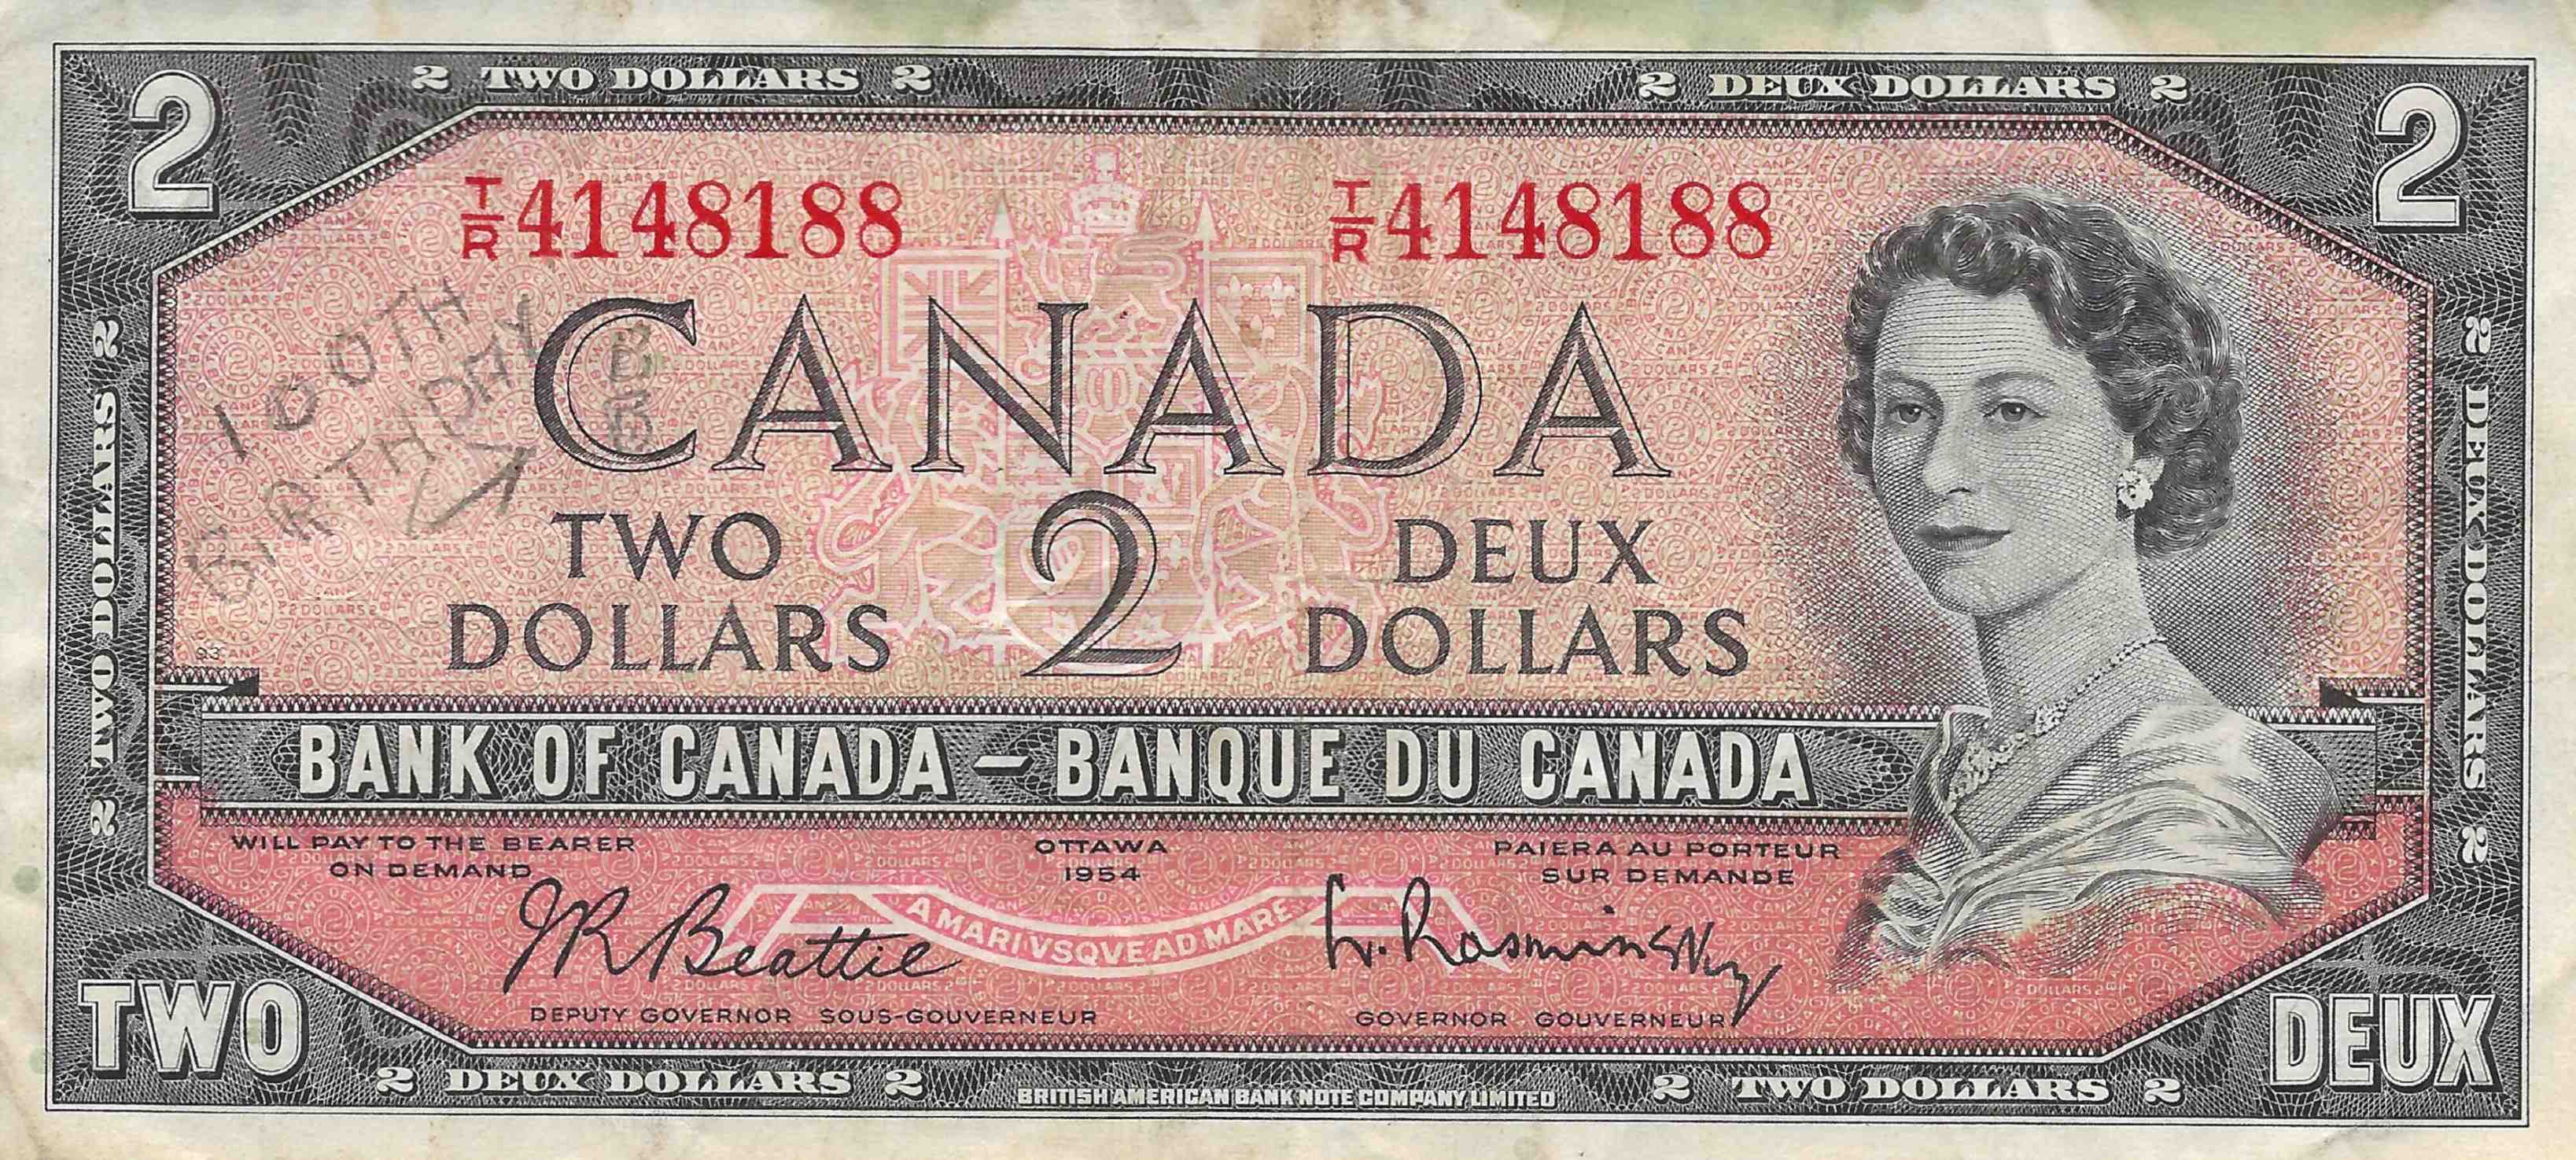 2 TWO DOLLARS 2
2 DEUX DOLLARS 2
2
2
T/R 4148188
T/R 4148188
100TH
BIRTHDAY
CANADA
2 TWO DOLLARS 2
2 DEUX DOLLARS 2
TWO
DOLLARS
2
DEUX
DOLLARS
93
BANK OF CANADA – BANQUE DU CANADA
WILL PAY TO THE BEARER
ON DEMAND
OTTAWA
1954
PAIERA AU PORTEUR
SUR DEMANDE
JR Beattie
A MARI VSQVE AD MARE
L. Rasminsky
DEPUTY GOVERNOR SOUS-GOUVERNEUR
GOVERNOR GOUVERNEUR
TWO
DEUX
2 DEUX DOLLARS 2
BRITISH AMERICAN BANK NOTE COMPANY LIMITED
2 TWO DOLLARS 2